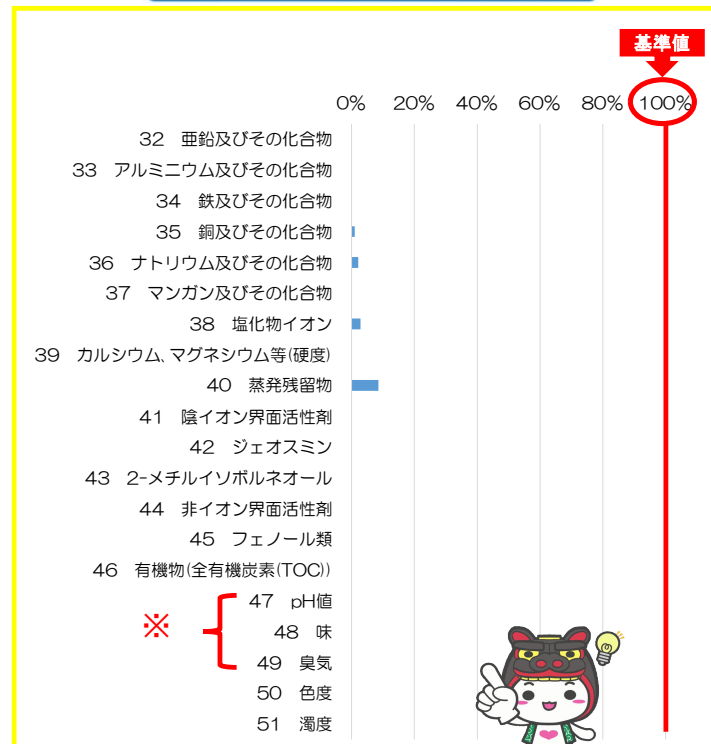 基準値
0% 20% 40% 60% 80% 100%
32 亜鉛及びその化合物
33 アルミニウム及びその化合物
34 鉄及びその化合物
35 銅及びその化合物
36 ナトリウム及びその化合物
37 マンガン及びその化合物
38 塩化物イオン
39 カルシウム、マグネシウム等(硬度)
40 蒸発残留物
41 陰イオン界面活性剤
42 ジェオスミン
43 2-メチルイソボルネオール
44 非イオン界面活性剤
45 フェノール類
46 有機物(全有機炭素(TOC))
47 pH値
※ 48 味
49 臭気
50 色度
51 濁度